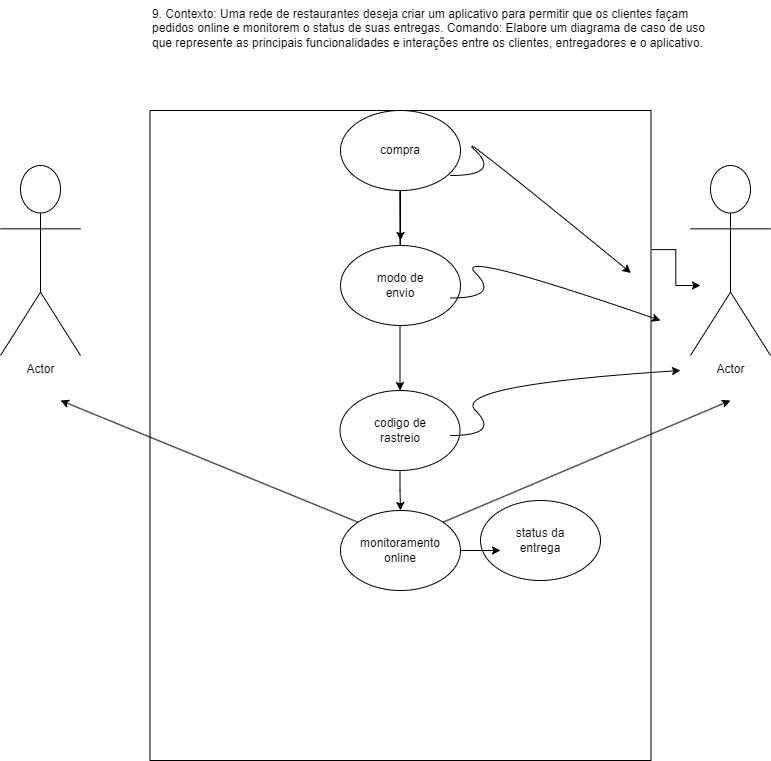 9. Contexto: Uma rede de restaurantes deseja criar um aplicativo para permitir que os clientes façam
pedidos online e monitorem o status de suas entregas. Comando: Elabore um diagrama de caso de uso
que represente as principais funcionalidades e interações entre os clientes, entregadores e o aplicativo.
compra
modo de
envio
Actor
Actor
codigo de
rastreio
monitoramento
online
status da
entrega